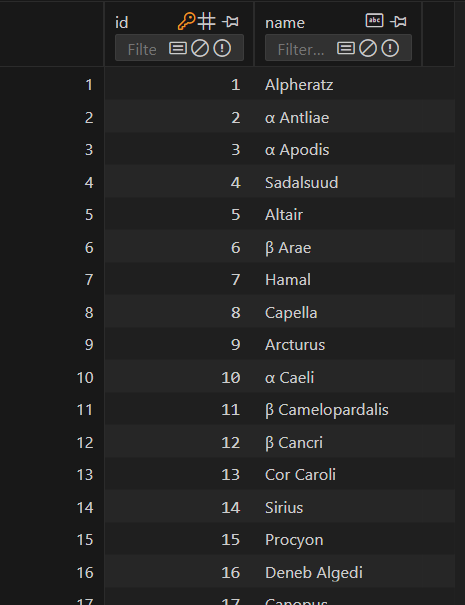 id name
Filte Filter...
1 1 Alpheratz
2 2 α Antliae
3 3 α Apodis
4 4 Sadalsuud
5 5 Altair
6 6 β Arae
7 7 Hamal
8 8 Capella
9 9 Arcturus
10 10 α Caeli
11 11 β Camelopardalis
12 12 β Cancri
13 13 Cor Caroli
14 14 Sirius
15 15 Procyon
16 16 Deneb Algedi
17 17 Canopus